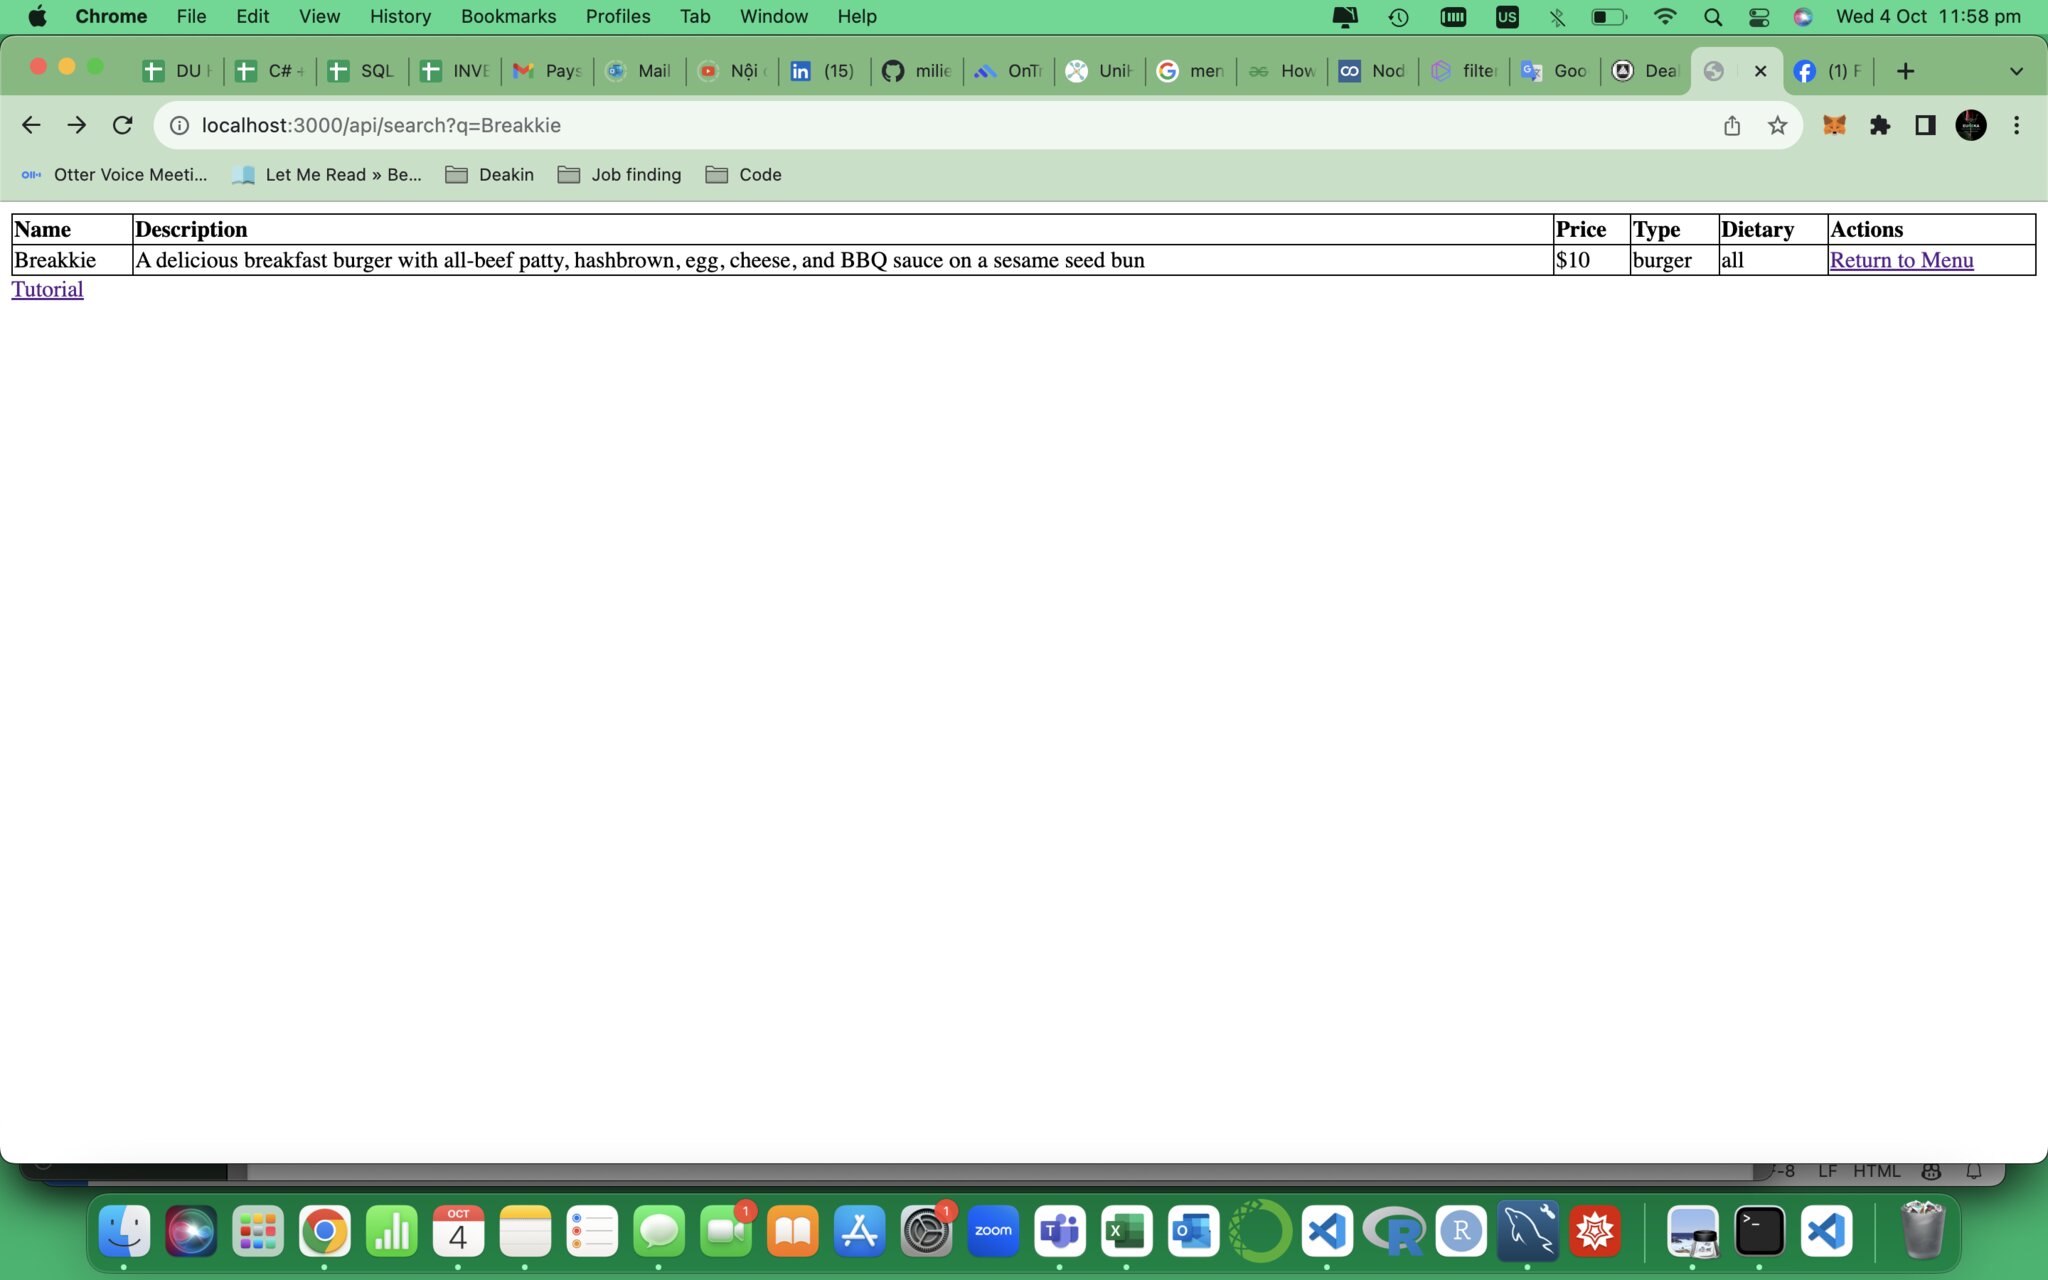 Chrome File Edit View History Bookmarks Profiles Tab Window Help US Wed 4 Oct 11:58 pm
DU C# + SQL INVE Pays Mail Nội (15) milie OnTr Uni men How Nod filter Goo Deal (1) F
localhost:3000/api/search?q=Breakkie
Otter Voice Meeti... Let Me Read » Be... Deakin Job finding Code
Name Description Price Type Dietary Actions
Breakkie A delicious breakfast burger with all-beef patty, hashbrown, egg, cheese, and BBQ sauce on a sesame seed bun $10 burger all Return to Menu
Tutorial
-8 LF HTML
OCT 4 1 1 zoom